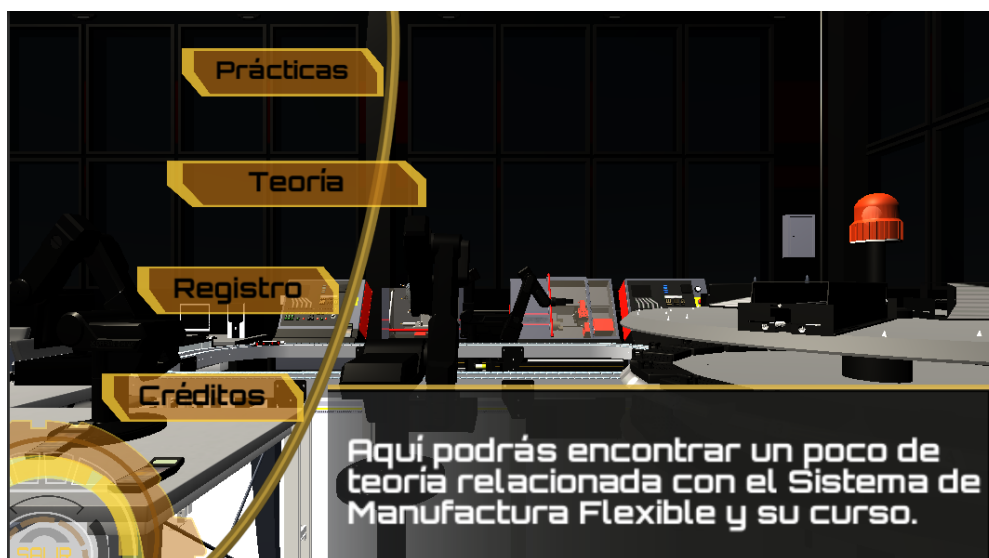 Prácticas
Teoría
Registro
Créditos
Aquí podrás encontrar un poco de
teoría relacionada con el Sistema de
Manufactura Flexible y su curso.